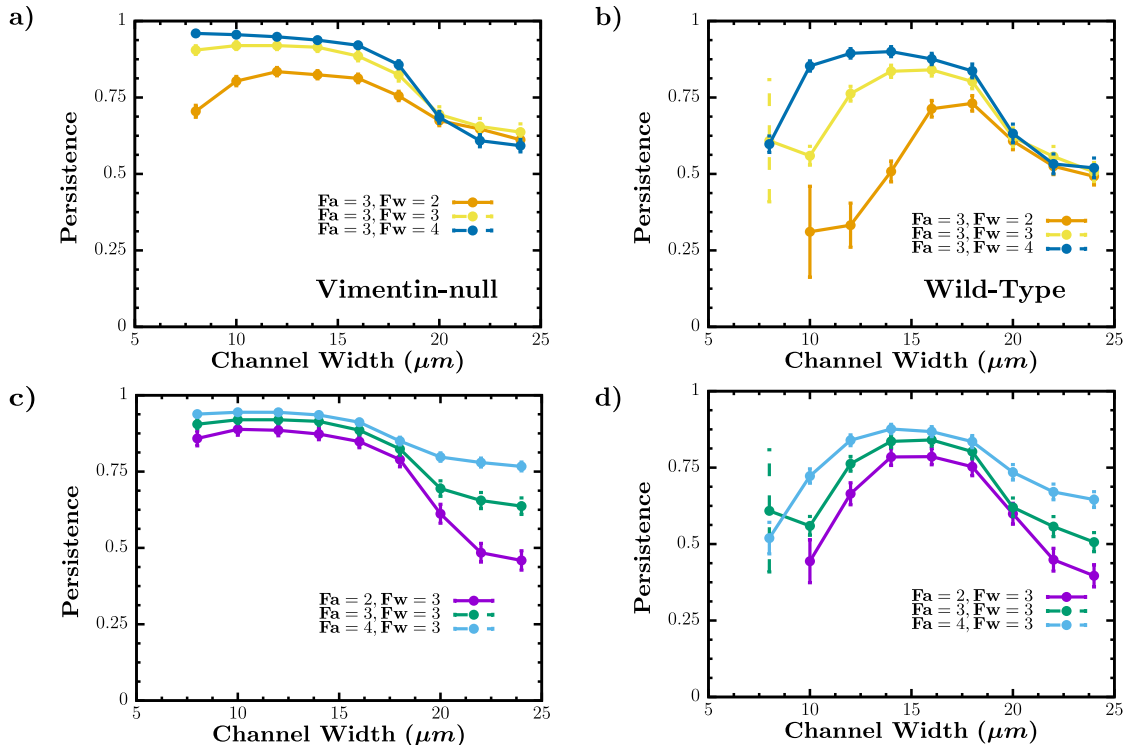 a)
1
0.75
0.5
0.25
0
Persistence
Fa = 3, Fw = 2
Fa = 3, Fw = 3
Fa = 3, Fw = 4
Vimentin-null
5 10 15 20 25
Channel Width (μm)
b)
1
0.75
0.5
0.25
0
Persistence
Fa = 3, Fw = 2
Fa = 3, Fw = 3
Fa = 3, Fw = 4
Wild-Type
5 10 15 20 25
Channel Width (μm)
c)
1
0.75
0.5
0.25
0
Persistence
Fa = 2, Fw = 3
Fa = 3, Fw = 3
Fa = 4, Fw = 3
5 10 15 20 25
Channel Width (μm)
d)
1
0.75
0.5
0.25
0
Persistence
Fa = 2, Fw = 3
Fa = 3, Fw = 3
Fa = 4, Fw = 3
5 10 15 20 25
Channel Width (μm)